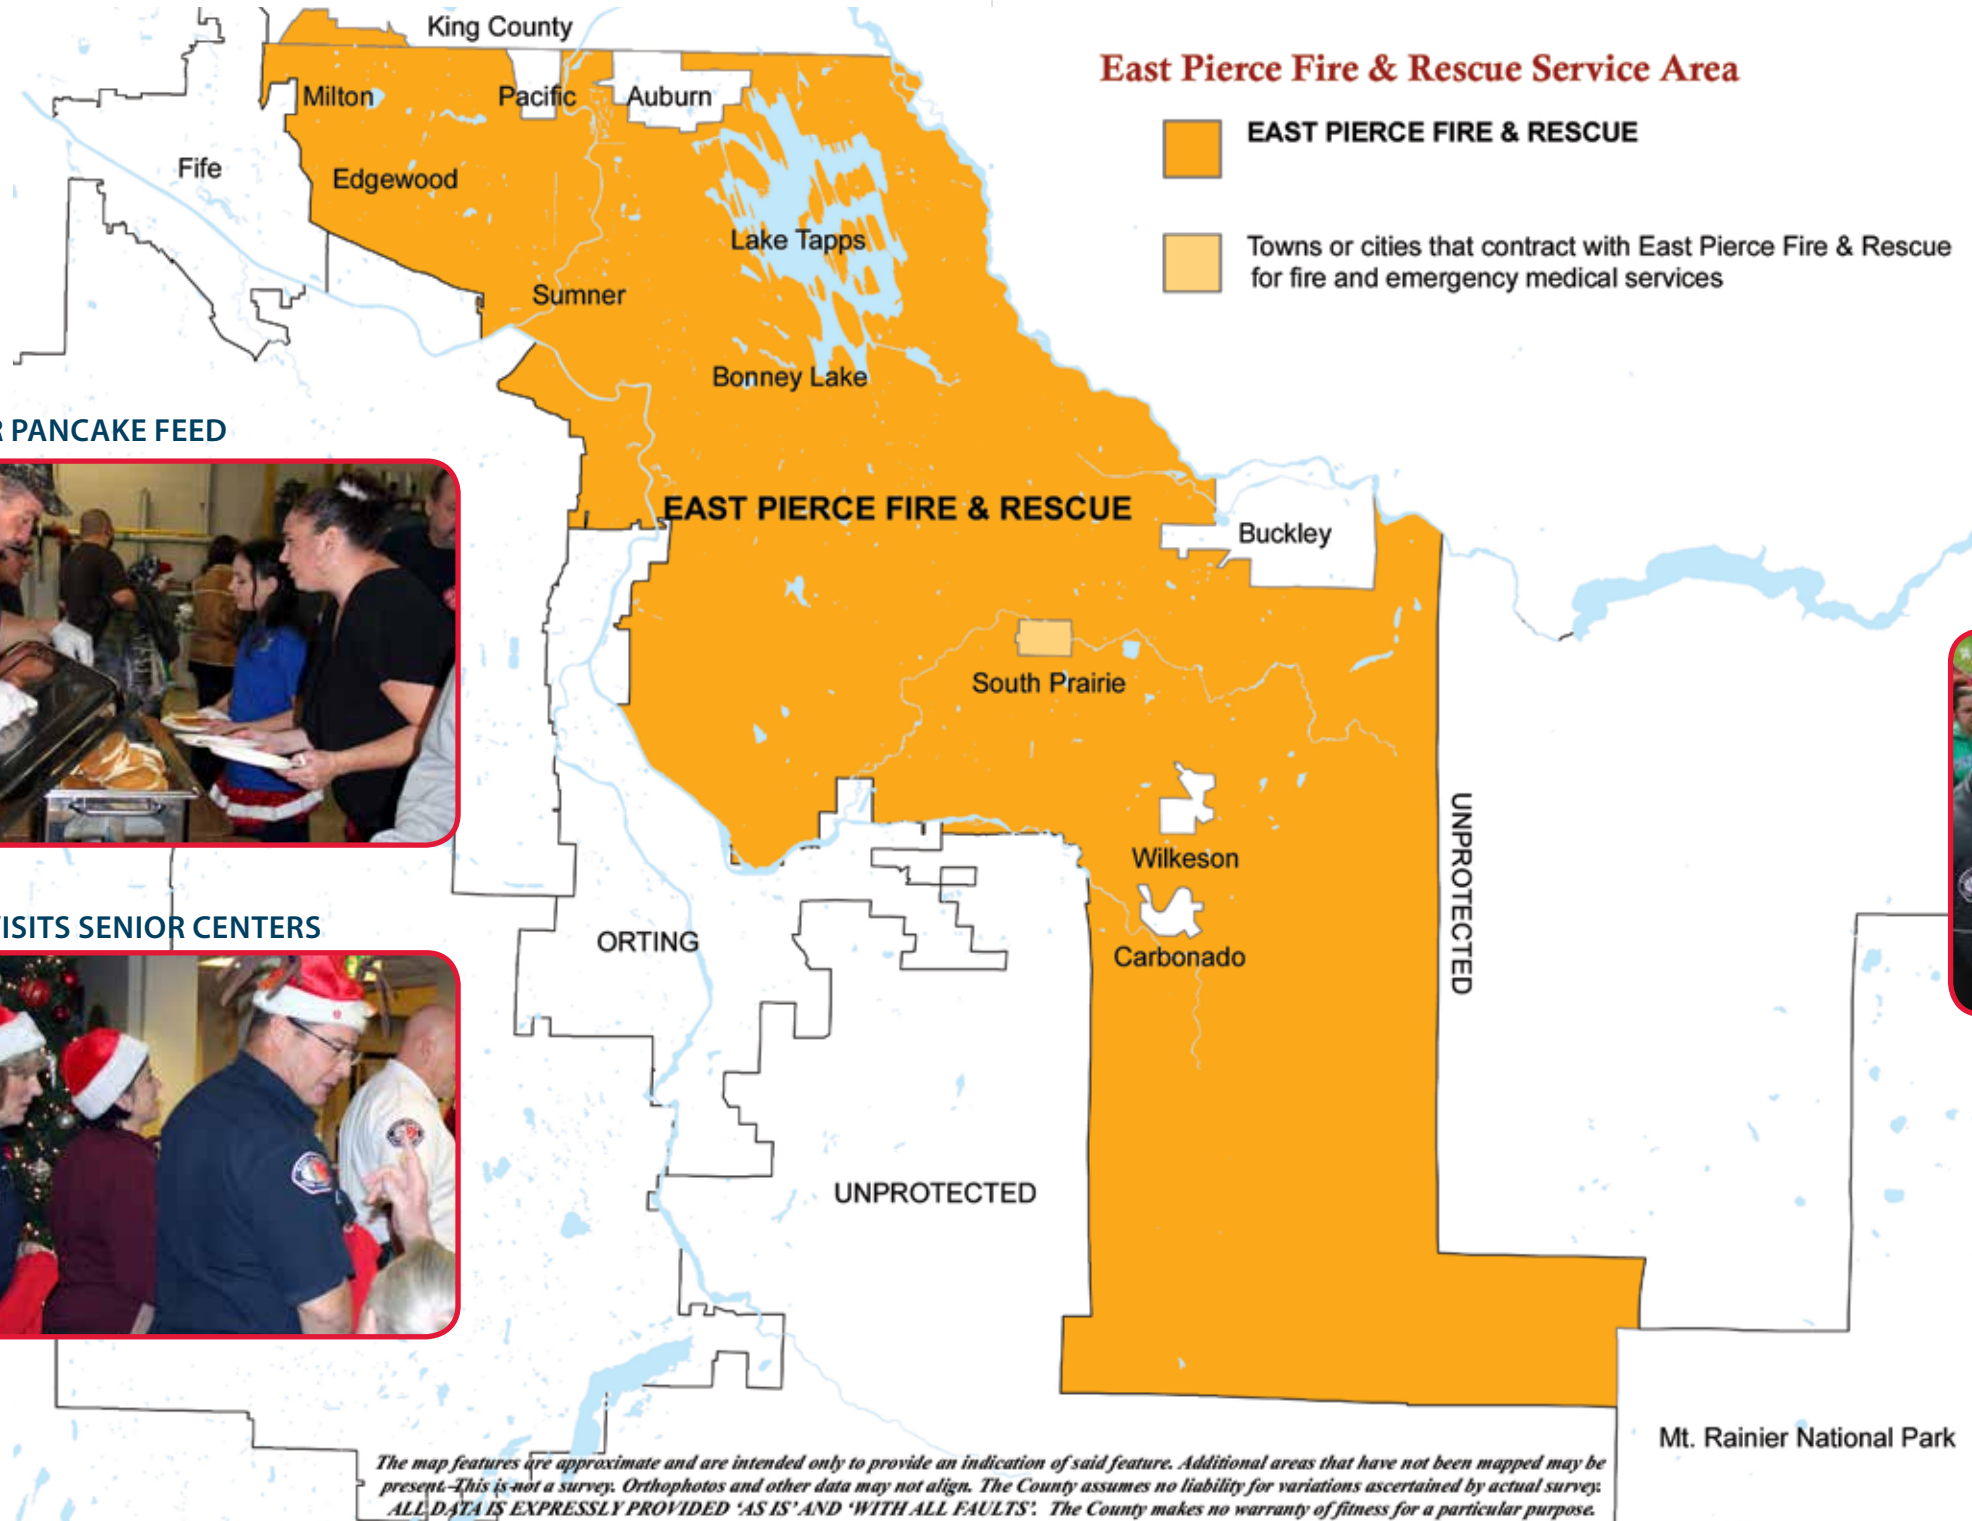 King County
East Pierce Fire & Rescue Service Area
Milton
Pacific
Auburn
EAST PIERCE FIRE & RESCUE
Fife
Edgewood
Lake Tapps
Towns or cities that contract with East Pierce Fire & Rescue
for fire and emergency medical services
Sumner
Bonney Lake
PANCAKE FEED
EAST PIERCE FIRE & RESCUE
Buckley
South Prairie
UNPROTECTED
Wilkeson
VISITS SENIOR CENTERS
ORTING
Carbonado
UNPROTECTED
Mt. Rainier National Park
The map features are approximate and are intended only to provide an indication of said feature. Additional areas that have not been mapped may be
present. This is not a survey. Orthophotos and other data may not align. The County assumes no liability for variations ascertained by actual survey.
ALL DATA IS EXPRESSLY PROVIDED 'AS IS' AND 'WITH ALL FAULTS'. The County makes no warranty of fitness for a particular purpose.